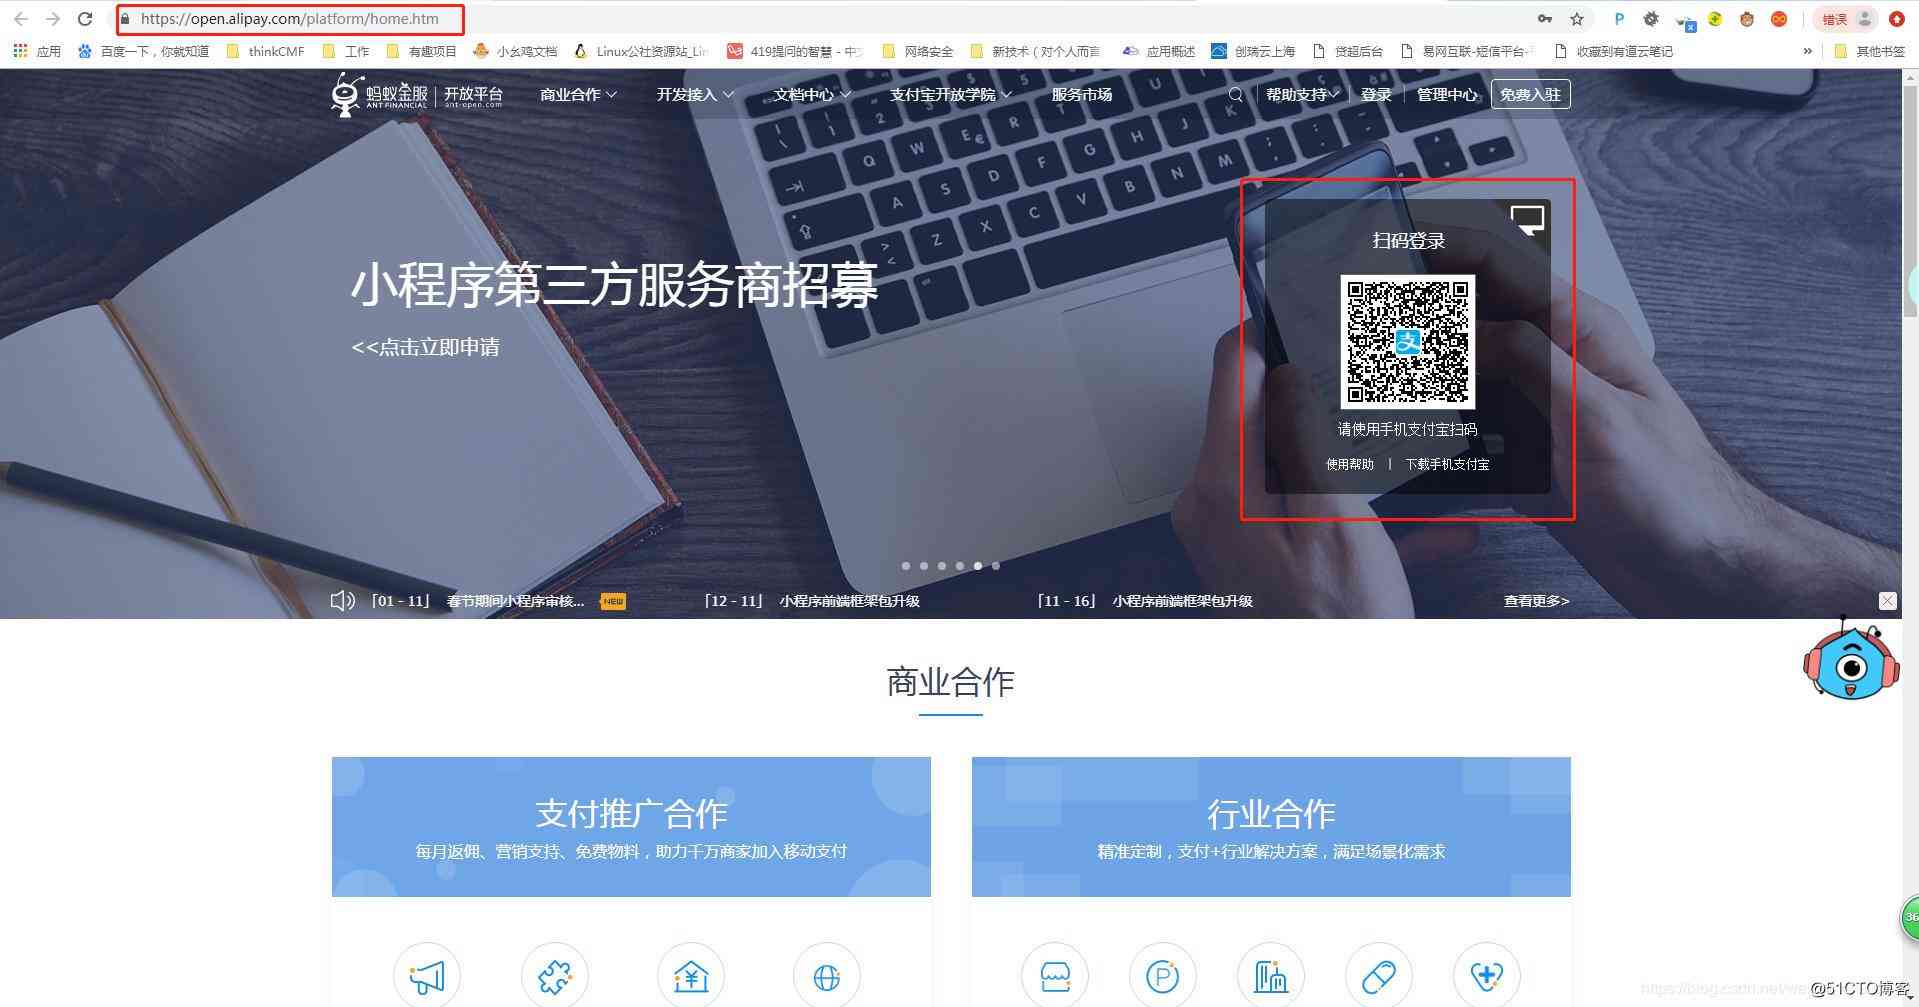 https://open.alipay.com/platform/home.htm
错误
应用 百度一下，你就知道 thinkCMF 工作 有趣项目 小幺鸡文档 Linux公社资源站_Lin 419提问的智慧 - 中文 网络安全 新技术（对个人而言 应用概述 创瑞云上海 贷超后台 易网互联-短信平台- 收藏到有道云笔记 » 其他书签
蚂蚁金服 开放平台 商业合作 开发接入 文档中心 支付宝开放学院 服务市场 帮助支持 登录 管理中心 免费入驻
ANT FINANCIAL ant-open.com
扫码登录
小程序第三方服务商招募
<<点击立即申请
支
请使用手机支付宝扫码
使用帮助 | 下载手机支付宝
「01 - 11」 春节期间小程序审核... NEW 「12 - 11」 小程序前端框架包升级 「11 - 16」 小程序前端框架包升级 查看更多>
商业合作
支付推广合作
每月返佣、营销支持、免费物料，助力千万商家加入移动支付
行业合作
精准定制，支付+行业解决方案，满足场景化需求
36
https://blog.csdn.net/we
@51CTO博客